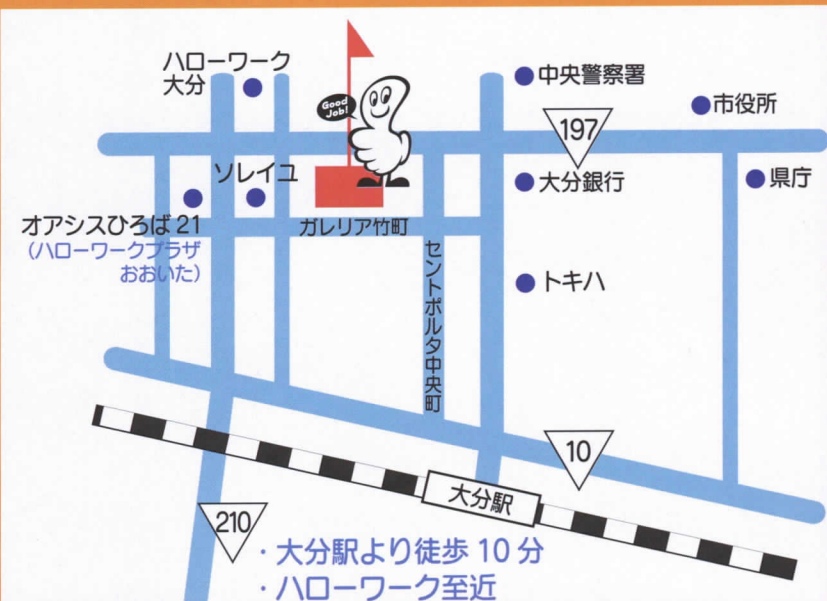 ハローワーク
大分
Good
Job!
中央警察署
市役所
197
ソレイユ
大分銀行
県庁
オアシスひろば 21
(ハローワークプラザ
おおいた)
ガレリア竹町
セントポルタ中央町
トキハ
10
大分駅
210
・大分駅より徒歩 10 分
・ハローワーク至近